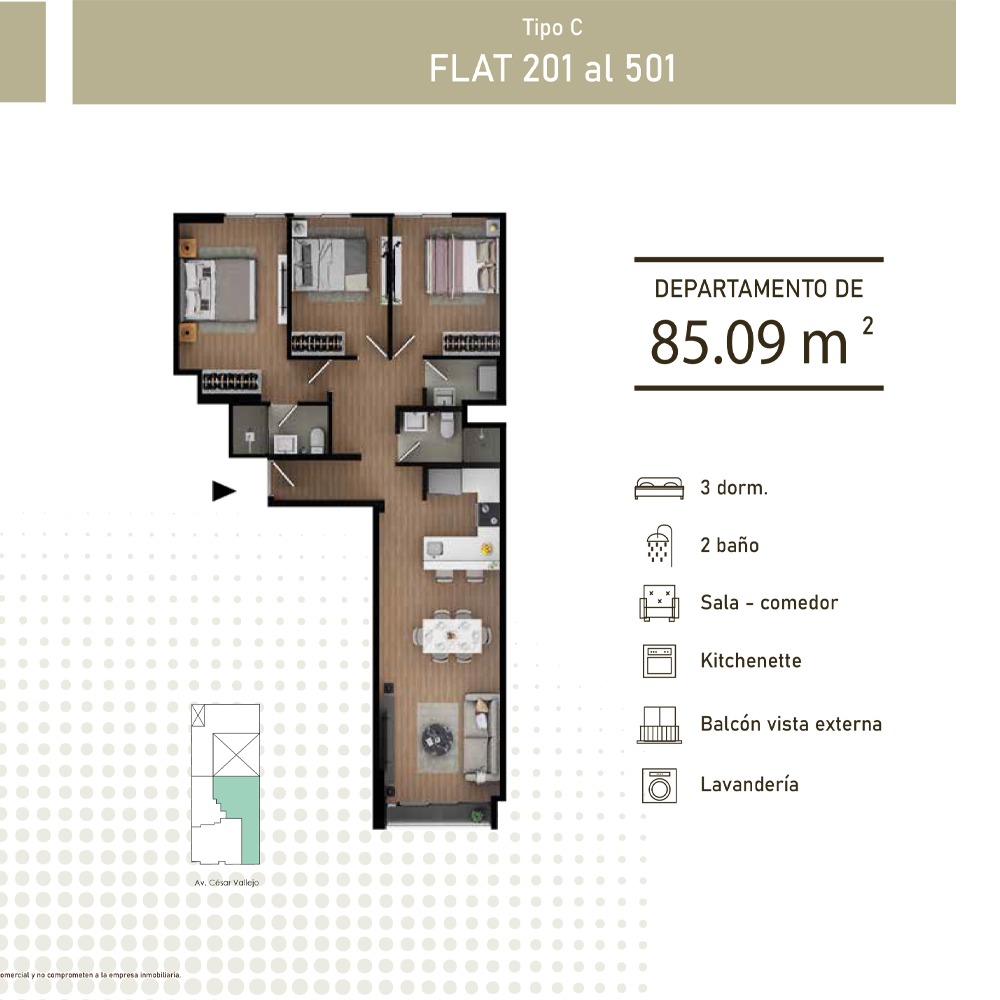 Tipo C
FLAT 201 al 501
DEPARTAMENTO DE
85.09 m²
3 dorm.
2 baño
Sala - comedor
Kitchenette
Balcón vista externa
Lavandería
Av. César Vallejo
omercial y no comprometen a la empresa inmobiliaria.